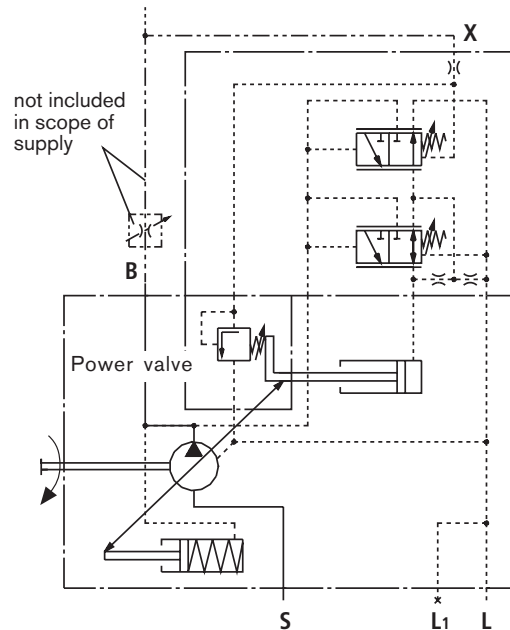 X
not included
in scope of
supply
B
Power valve
S
L1
L